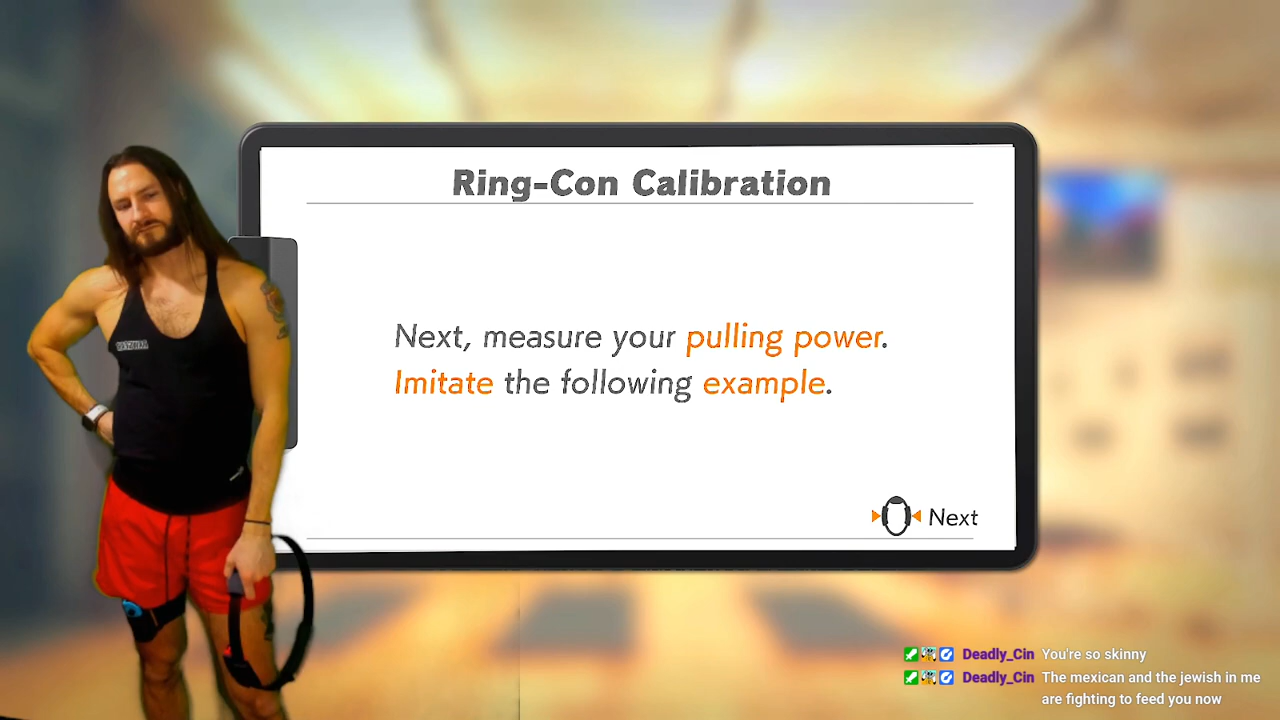 Ring-Con Calibration
Next, measure your pulling power.
Imitate the following example.
Next
Deadly_Cin You're so skinny
Deadly_Cin The mexican and the jewish in me
are fighting to feed you now